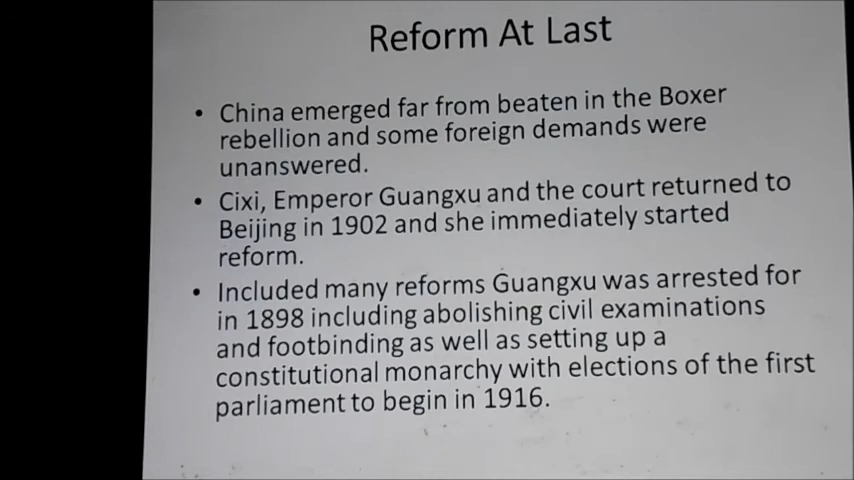 Reform At Last
• China emerged far from beaten in the Boxer
rebellion and some foreign demands were
unanswered.
• Cixi, Emperor Guangxu and the court returned to
Beijing in 1902 and she immediately started
reform.
• Included many reforms Guangxu was arrested for
in 1898 including abolishing civil examinations
and footbinding as well as setting up a
constitutional monarchy with elections of the first
parliament to begin in 1916.